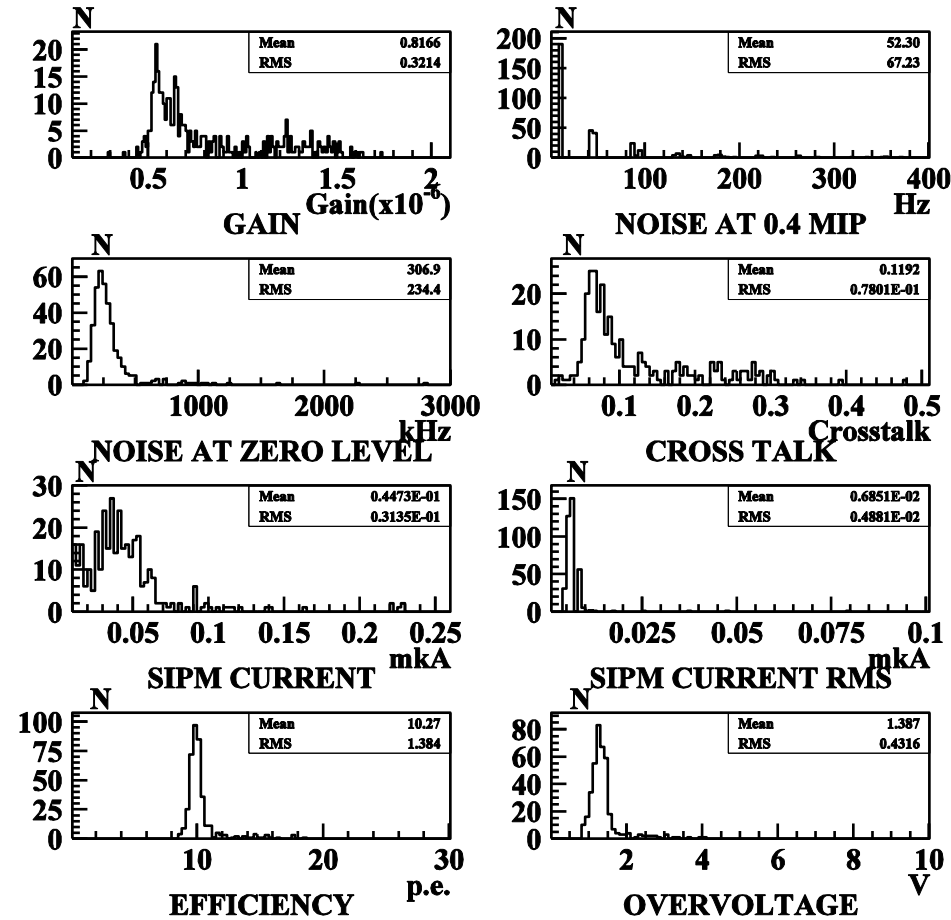 N
Mean 0.8166
RMS 0.3214
20
15
10
5
0
0.5 1 1.5 2
Gain(x10⁻⁶)
GAIN
N
Mean 52.30
RMS 67.23
200
150
100
50
0
100 200 300 400
Hz
NOISE AT 0.4 MIP
N
Mean 306.9
RMS 234.4
60
40
20
0
1000 2000 3000
kHz
NOISE AT ZERO LEVEL
N
Mean 0.1192
RMS 0.7801E-01
20
10
0
0.1 0.2 0.3 0.4 0.5
Crosstalk
CROSS TALK
N
Mean 0.4473E-01
RMS 0.3135E-01
30
20
10
0
0.05 0.1 0.15 0.2 0.25
mkA
SIPM CURRENT
N
Mean 0.6851E-02
RMS 0.4881E-02
150
100
50
0
0.025 0.05 0.075 0.1
mkA
SIPM CURRENT RMS
N
Mean 10.27
RMS 1.384
100
75
50
25
0
10 20 30
p.e.
EFFICIENCY
N
Mean 1.387
RMS 0.4316
80
60
40
20
0
2 4 6 8 10
V
OVERVOLTAGE